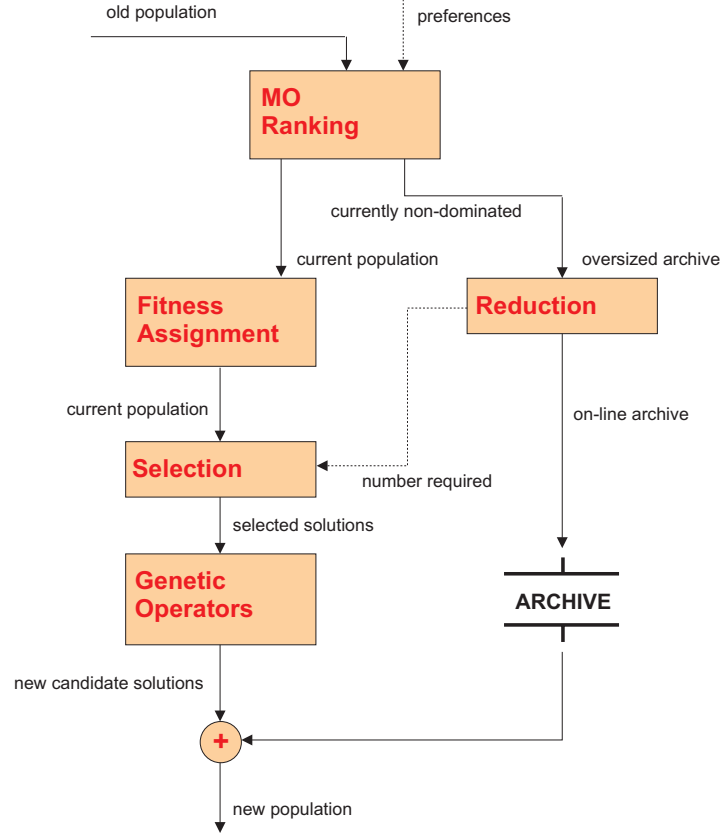 old population
preferences
MO
Ranking
currently non-dominated
current population
oversized archive
Fitness
Assignment
Reduction
current population
on-line archive
Selection
number required
selected solutions
Genetic
Operators
ARCHIVE
new candidate solutions
+
new population